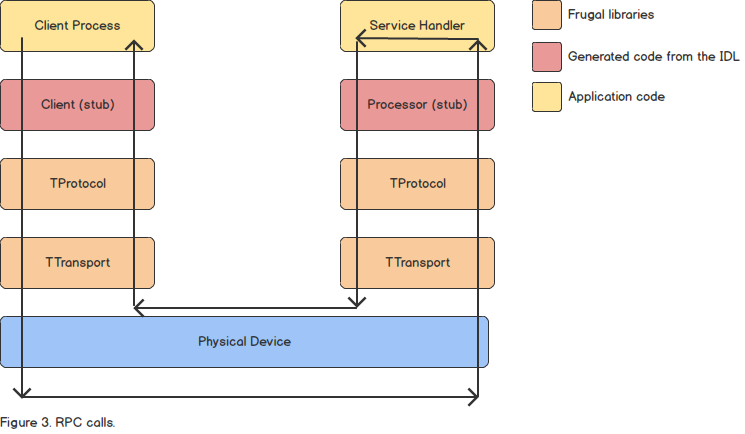 Client Process
Service Handler
Frugal libraries
Generated code from the IDL
Application code
Client (stub)
Processor (stub)
TProtocol
TProtocol
TTransport
TTransport
Physical Device
Figure 3. RPC calls.